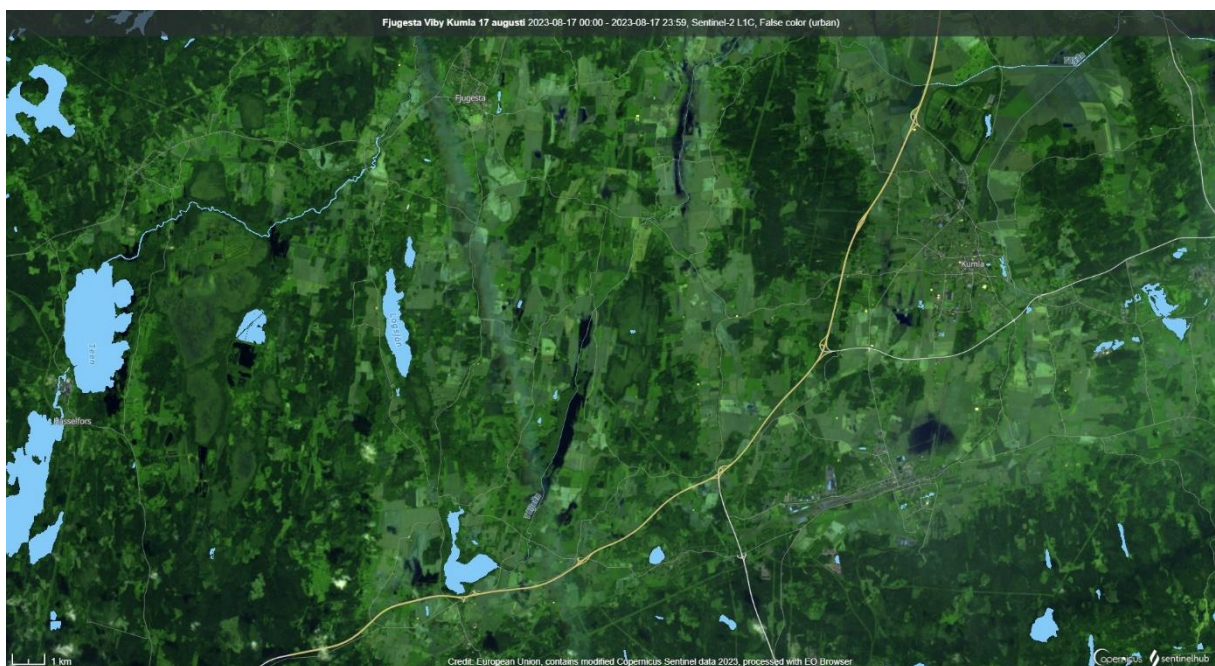 Fjugesta Viby Kumla 17 augusti 2023-08-17 00:00 - 2023-08-17 23:59, Sentinel-2 L1C, False color (urban)
Fjugesta
Kumla
Teen
Logsjön
Hasselfors
1 km
Credit: European Union, contains modified Copernicus Sentinel data 2023, processed with EO Browser
Copernicus
sentinelhub